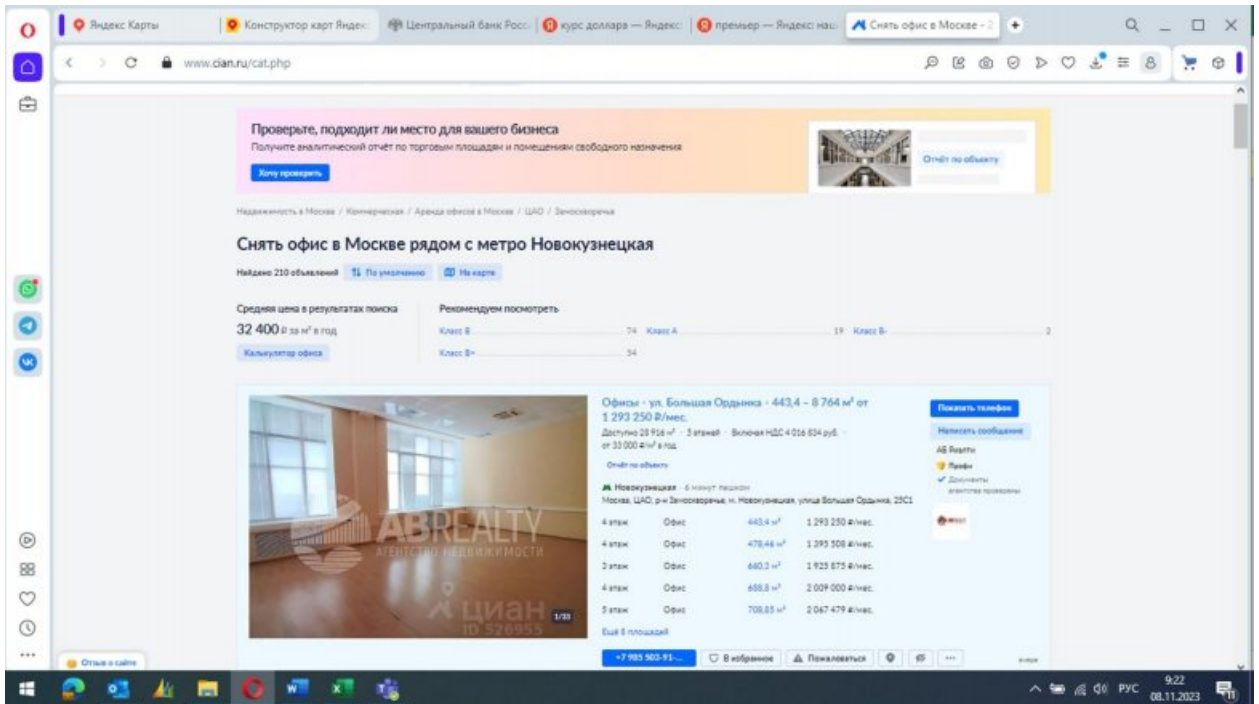 Яндекс Карты
Конструктор карт Яндекс
Центральный банк Росс
курс доллара — Яндекс:
премьер — Яндекс: наш
Снять офис в Москве - 2
www.cian.ru/cat.php
Проверьте, подходит ли место для вашего бизнеса
Получите аналитический отчёт по торговым площадям и помещениям свободного назначения
Хочу проверить
Отчёт по объекту
Недвижимость в Москве / Коммерческая / Аренда офисов в Москве / ЦАО / Замоскворечье
Снять офис в Москве рядом с метро Новокузнецкая
Найдено 210 объявлений
По умолчанию
На карте
Средняя цена в результатах поиска
Рекомендуем посмотреть
32 400 ₽ за м² в год
Класс B 74
Класс A 19
Класс B- 2
Калькулятор офиса
Класс B+ 34
Офисы · ул. Большая Ордынка · 443,4 – 8 764 м² от
1 293 250 ₽/мес.
Доступно 28 916 м² · 3 этажей · Включая НДС 4 016 834 руб. ·
от 33 000 ₽/м² в год
Отчёт по объекту
Новокузнецкая · 6 минут пешком
Москва, ЦАО, р-н Замоскворечье, м. Новокузнецкая, улица Большая Ордынка, 25С1
4 этаж Офис 443,4 м² 1 293 250 ₽/мес.
4 этаж Офис 478,46 м² 1 395 508 ₽/мес.
3 этаж Офис 660,3 м² 1 925 875 ₽/мес.
4 этаж Офис 688,8 м² 2 009 000 ₽/мес.
5 этаж Офис 708,85 м² 2 067 479 ₽/мес.
Ещё 8 площадей
Показать телефон
Написать сообщение
АБ Риэлти
Профи
Документы
агентства проверены
ABREALTY
АГЕНТСТВО НЕДВИЖИМОСТИ
циан
ID 526955
1/33
+7 985 503-91-...
В избранное
Пожаловаться
вчера
Отзыв о сайте
РУС
9:22
08.11.2023